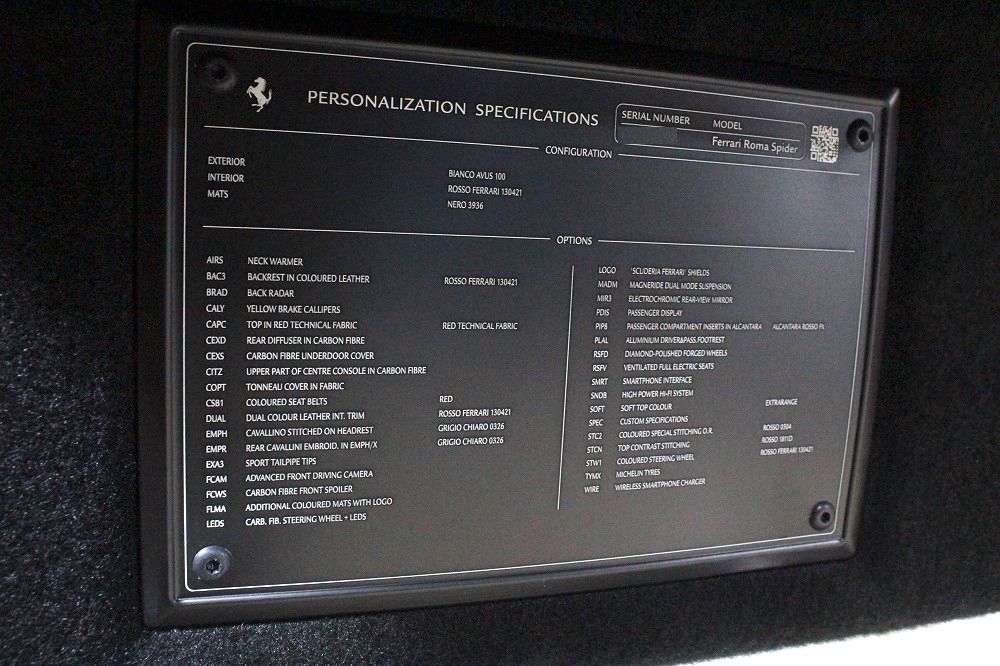 PERSONALIZATION SPECIFICATIONS
SERIAL NUMBER MODEL
Ferrari Roma Spider
CONFIGURATION
EXTERIOR BIANCO AVUS 100
INTERIOR ROSSO FERRARI 130421
MATS NERO 3936
OPTIONS
AIRS NECK WARMER
BAC3 BACKREST IN COLOURED LEATHER ROSSO FERRARI 130421
BRAD BACK RADAR
CALY YELLOW BRAKE CALLIPERS
CAPC TOP IN RED TECHNICAL FABRIC RED TECHNICAL FABRIC
CEXD REAR DIFFUSER IN CARBON FIBRE
CEXS CARBON FIBRE UNDERDOOR COVER
CITZ UPPER PART OF CENTRE CONSOLE IN CARBON FIBRE
COPT TONNEAU COVER IN FABRIC
CSB1 COLOURED SEAT BELTS RED
DUAL DUAL COLOUR LEATHER INT. TRIM ROSSO FERRARI 130421
EMPH CAVALLINO STITCHED ON HEADREST GRIGIO CHIARO 0326
EMPR REAR CAVALLINI EMBROID. IN EMPH/X GRIGIO CHIARO 0326
EXA3 SPORT TAILPIPE TIPS
FCAM ADVANCED FRONT DRIVING CAMERA
FCWS CARBON FIBRE FRONT SPOILER
FLMA ADDITIONAL COLOURED MATS WITH LOGO
LEDS CARB. FIB. STEERING WHEEL + LEDS
LOGO 'SCUDERIA FERRARI' SHIELDS
MADM MAGNERIDE DUAL MODE SUSPENSION
MIR3 ELECTROCHROMIC REAR-VIEW MIRROR
PDIS PASSENGER DISPLAY
PIP8 PASSENGER COMPARTMENT INSERTS IN ALCANTARA ALCANTARA ROSSO
PLAL ALUMINIUM DRIVER&PASS.FOOTREST
RSFD DIAMOND-POLISHED FORGED WHEELS
RSFV VENTILATED FULL ELECTRIC SEATS
SMRT SMARTPHONE INTERFACE
SNDB HIGH POWER HI-FI SYSTEM
SOFT SOFT TOP COLOUR EXTRARANGE
SPEC CUSTOM SPECIFICATIONS
STC2 COLOURED SPECIAL STITCHING O.R. ROSSO 0504
STCN TOP CONTRAST STITCHING ROSSO 1811D
STW1 COLOURED STEERING WHEEL ROSSO FERRARI 130421
TYMX MICHELIN TYRES
WIRE WIRELESS SMARTPHONE CHARGER